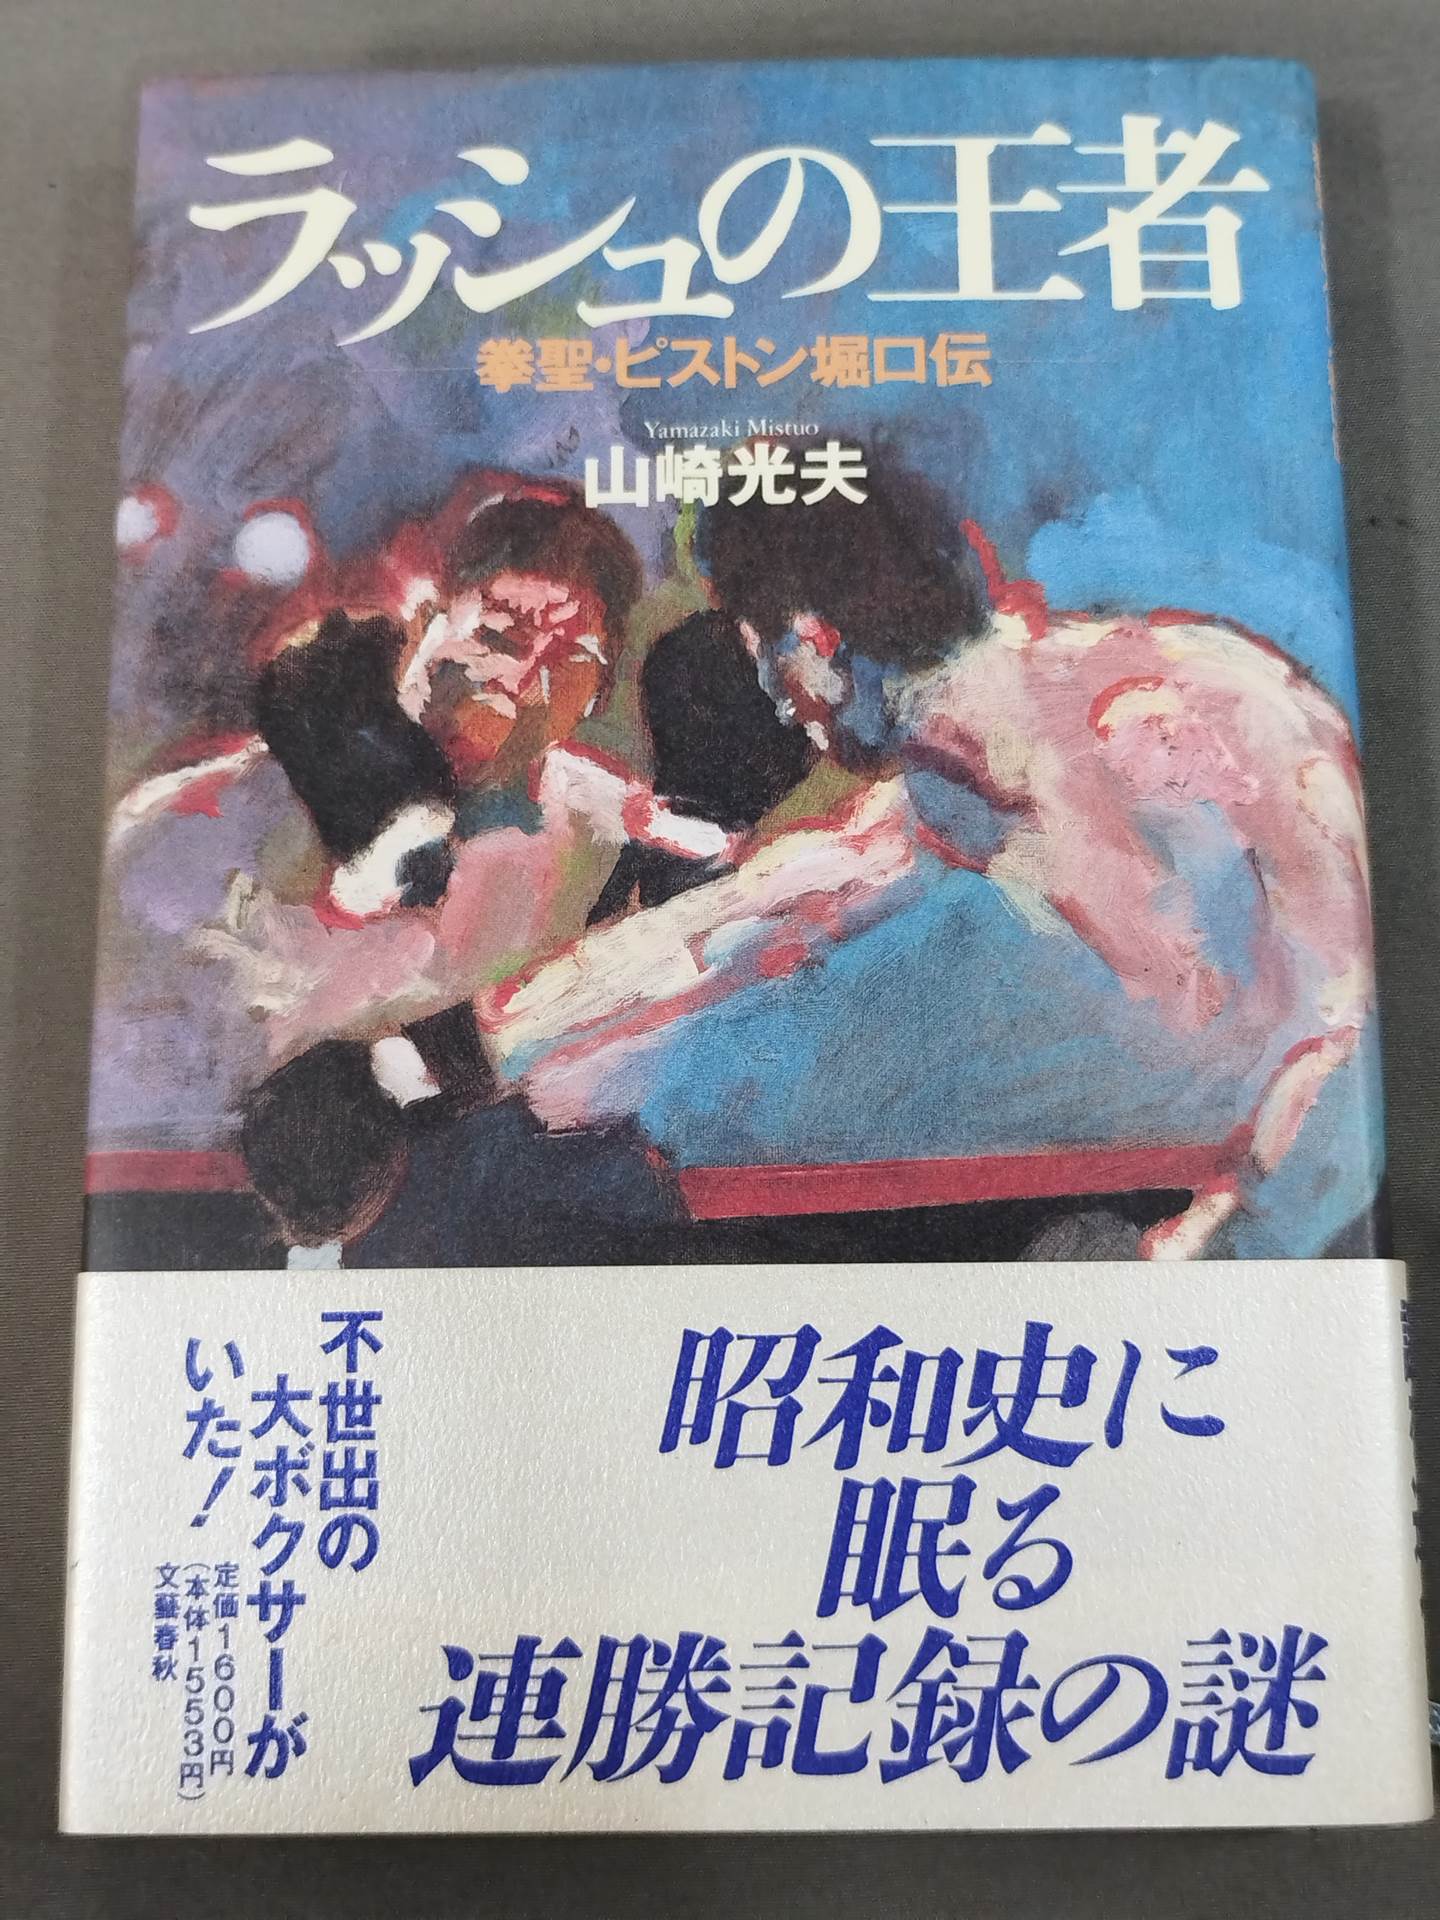 ラッシュの王者
拳聖・ピストン堀口伝
Yamazaki Mistuo
山崎光夫
昭和史に
眠る
連勝記録の謎
不世出の
大ボクサーが
いた!
定価1600円
(本体1553円)
文藝春秋